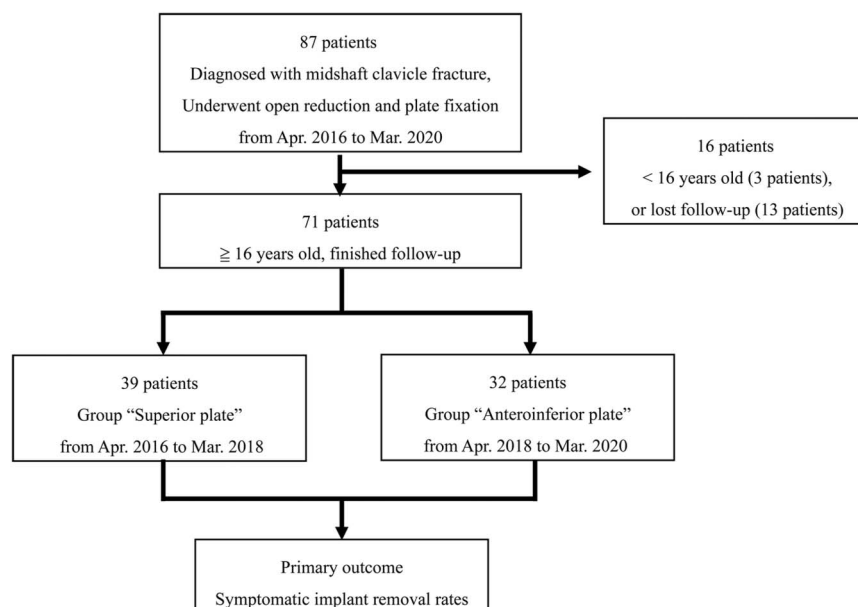 87 patients
Diagnosed with midshaft clavicle fracture,
Underwent open reduction and plate fixation
from Apr. 2016 to Mar. 2020
16 patients
< 16 years old (3 patients),
or lost follow-up (13 patients)
71 patients
≧ 16 years old, finished follow-up
39 patients
Group “Superior plate”
from Apr. 2016 to Mar. 2018
32 patients
Group “Anteroinferior plate”
from Apr. 2018 to Mar. 2020
Primary outcome
Symptomatic implant removal rates